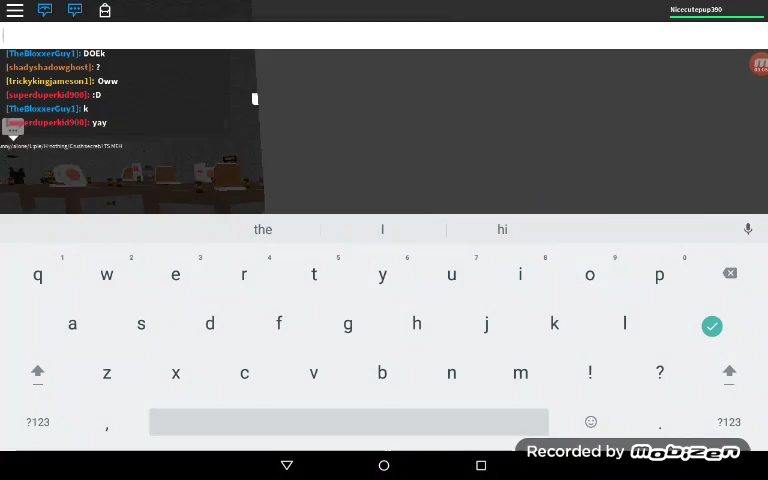 Nicecutepup390
[TheBloxxerGuy1]: DOEk
[shadyshadowghost]: ?
[trickykingjameson1]: Oww
[superduperkid900]: :D
[TheBloxxerGuy1]: k
[superduperkid900]: yay
the I hi
1 2 3 4 5 6 7 8 9 0
q w e r t y u i o p
a s d f g h j k l
z x c v b n m ! ?
?123 , . ?123
Recorded by mobizen